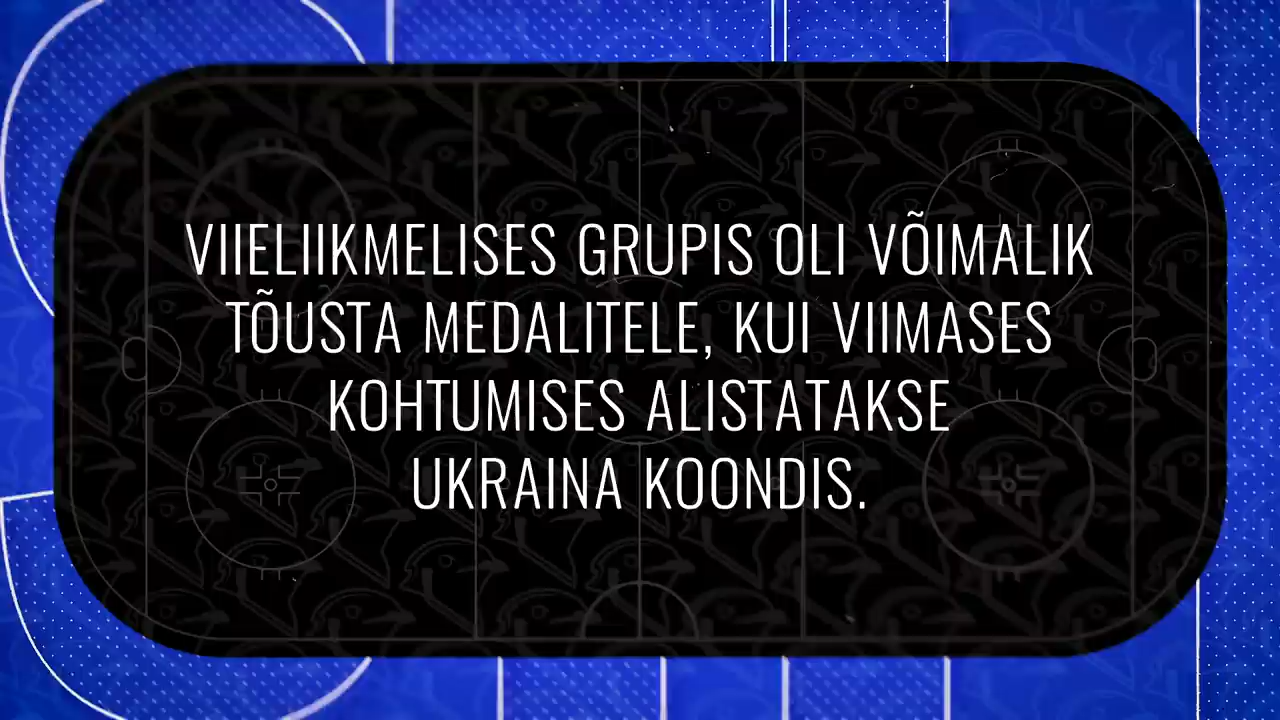 VIIELIIKMELISES GRUPIS OLI VÕIMALIK
TÕUSTA MEDALITELE, KUI VIIMASES
KOHTUMISES ALISTATAKSE
UKRAINA KOONDIS.